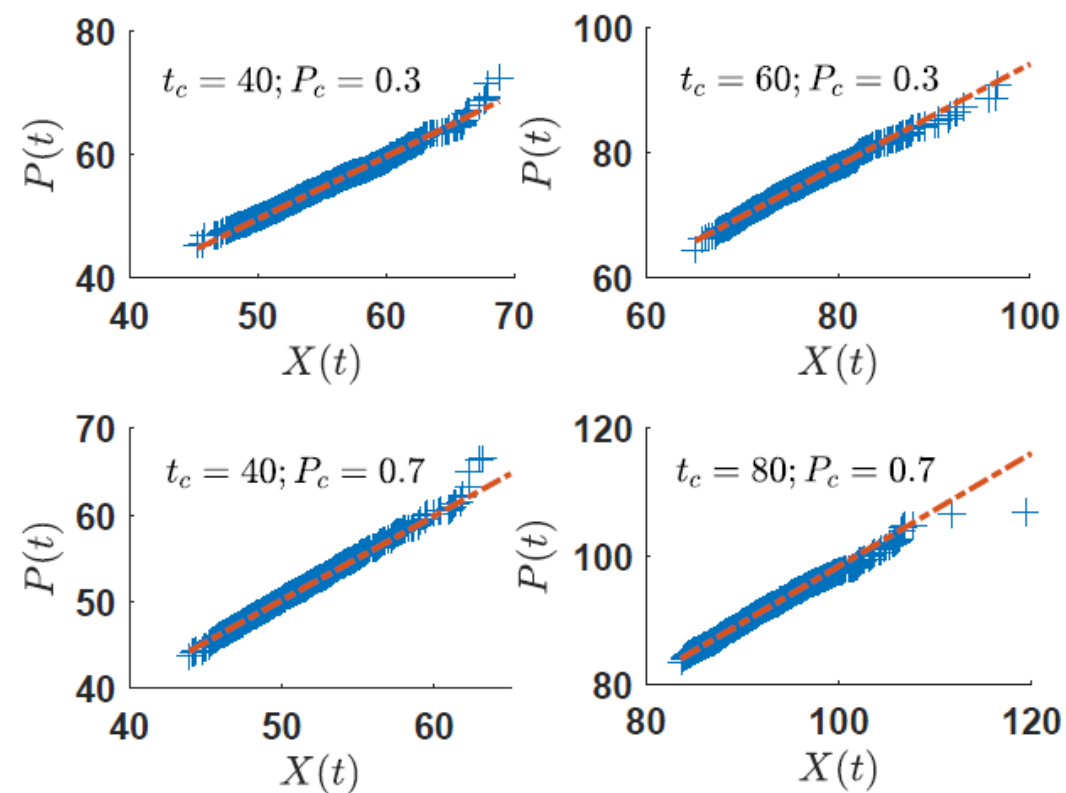 80
60
40
40 50 60 70
P(t)
X(t)
t_c = 40; P_c = 0.3
100
80
60
60 80 100
P(t)
X(t)
t_c = 60; P_c = 0.3
70
60
50
40
40 50 60
P(t)
X(t)
t_c = 40; P_c = 0.7
120
100
80
80 100 120
P(t)
X(t)
t_c = 80; P_c = 0.7